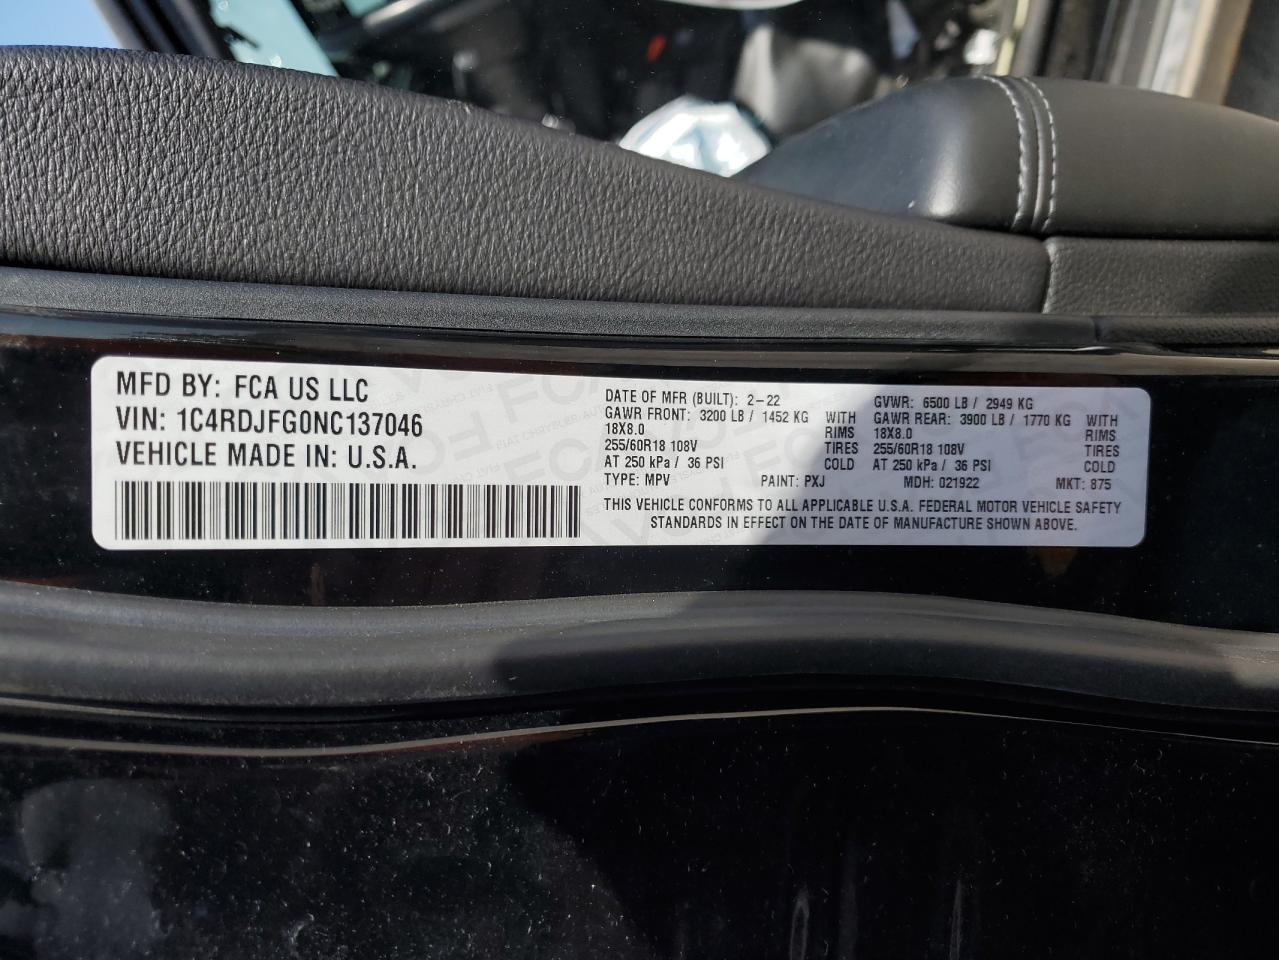 MFD BY: FCA US LLC
VIN: 1C4RDJFG0NC137046
VEHICLE MADE IN: U.S.A.
DATE OF MFR (BUILT): 2-22 GVWR: 6500 LB / 2949 KG
GAWR FRONT: 3200 LB / 1452 KG WITH GAWR REAR: 3900 LB / 1770 KG WITH
18X8.0 RIMS 18X8.0 RIMS
255/60R18 108V TIRES 255/60R18 108V TIRES
AT 250 kPa / 36 PSI COLD AT 250 kPa / 36 PSI COLD
TYPE: MPV PAINT: PXJ MDH: 021922 MKT: 875
THIS VEHICLE CONFORMS TO ALL APPLICABLE U.S.A. FEDERAL MOTOR VEHICLE SAFETY
STANDARDS IN EFFECT ON THE DATE OF MANUFACTURE SHOWN ABOVE.